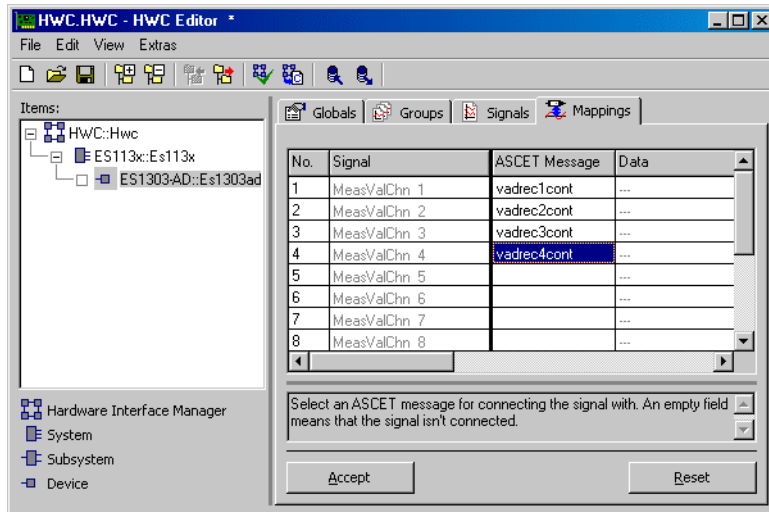 HWC.HWC - HWC Editor *
File Edit View Extras
Items:
HWC::Hwc
ES113x::Es113x
ES1303-AD::Es1303ad
Hardware Interface Manager
System
Subsystem
Device
Globals Groups Signals Mappings
No. Signal ASCET Message Data
1 MeasValChn 1 vadrec1cont ---
2 MeasValChn 2 vadrec2cont ---
3 MeasValChn 3 vadrec3cont ---
4 MeasValChn 4 vadrec4cont ---
5 MeasValChn 5 ---
6 MeasValChn 6 ---
7 MeasValChn 7 ---
8 MeasValChn 8 ---
Select an ASCET message for connecting the signal with. An empty field
means that the signal isn't connected.
Accept Reset